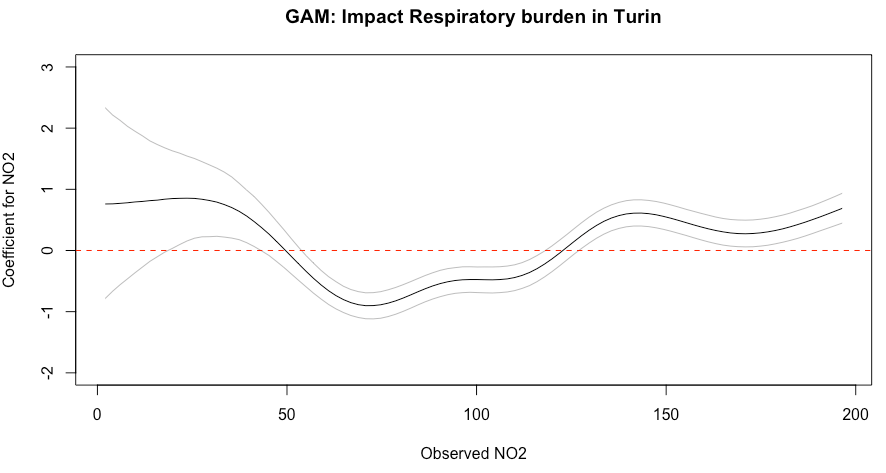 GAM: Impact Respiratory burden in Turin
Coefficient for NO2
3
2
1
0
-1
-2
0 50 100 150 200
Observed NO2